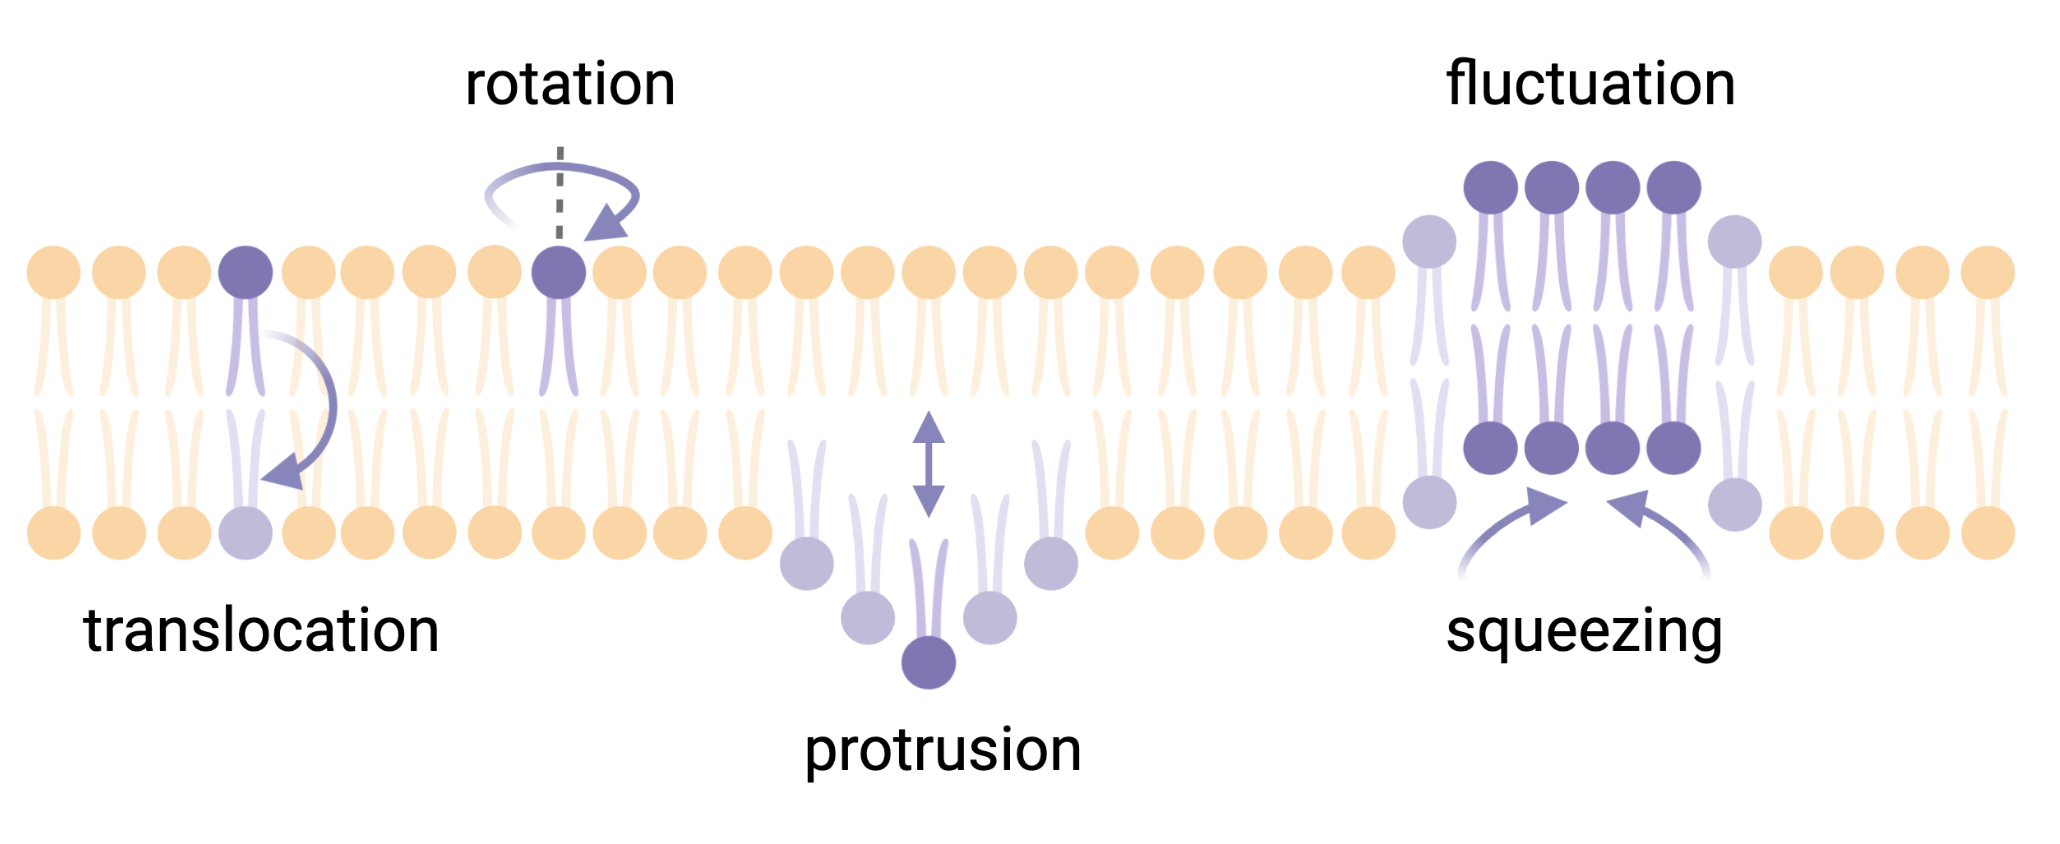 rotation
fluctuation
translocation
squeezing
protrusion